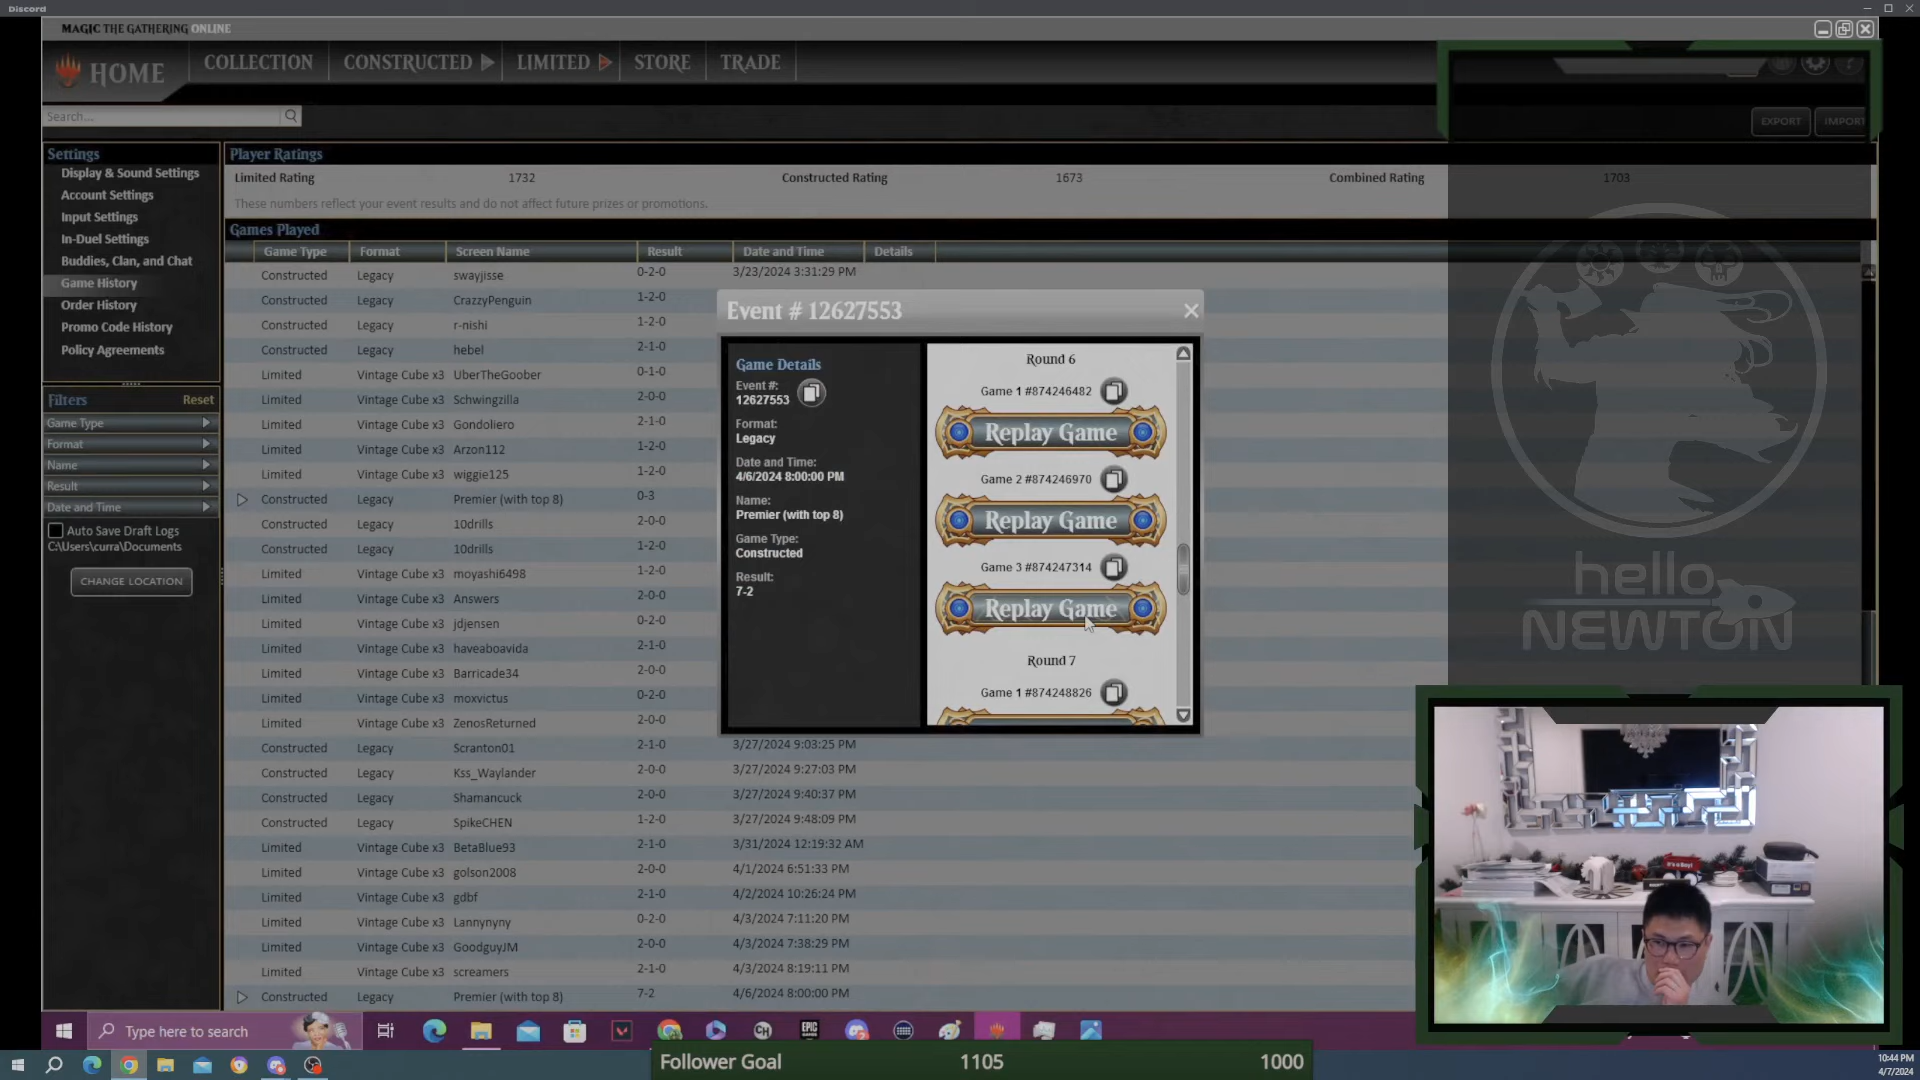 Discord
MAGIC THE GATHERING ONLINE
HOME
COLLECTION
CONSTRUCTED
LIMITED
STORE
TRADE
Search...
EXPORT
IMPORT
Settings
Display & Sound Settings
Account Settings
Input Settings
In-Duel Settings
Buddies, Clan, and Chat
Game History
Order History
Promo Code History
Policy Agreements
Filters Reset
Game Type
Format
Name
Result
Date and Time
Auto Save Draft Logs
C:\Users\curra\Documents
CHANGE LOCATION
Player Ratings
Limited Rating 1732 Constructed Rating 1673 Combined Rating 1703
These numbers reflect your event results and do not affect future prizes or promotions.
Games Played
Game Type Format Screen Name Result Date and Time Details
Constructed Legacy swayjisse 0-2-0 3/23/2024 3:31:29 PM
Constructed Legacy CrazzyPenguin 1-2-0
Constructed Legacy r-nishi 1-2-0
Constructed Legacy hebel 2-1-0
Limited Vintage Cube x3 UberTheGoober 0-1-0
Limited Vintage Cube x3 Schwingzilla 2-0-0
Limited Vintage Cube x3 Gondoliero 2-1-0
Limited Vintage Cube x3 Arzon112 1-2-0
Limited Vintage Cube x3 wiggie125 1-2-0
Constructed Legacy Premier (with top 8) 0-3
Constructed Legacy 10drills 2-0-0
Constructed Legacy 10drills 1-2-0
Limited Vintage Cube x3 moyashi6498 1-2-0
Limited Vintage Cube x3 Answers 2-0-0
Limited Vintage Cube x3 jdjensen 0-2-0
Limited Vintage Cube x3 haveaboavida 2-1-0
Limited Vintage Cube x3 Barricade34 2-0-0
Limited Vintage Cube x3 moxvictus 0-2-0
Limited Vintage Cube x3 ZenosReturned 2-0-0
Constructed Legacy Scranton01 2-1-0 3/27/2024 9:03:25 PM
Constructed Legacy Kss_Waylander 2-0-0 3/27/2024 9:27:03 PM
Constructed Legacy Shamancuck 2-0-0 3/27/2024 9:40:37 PM
Constructed Legacy SpikeCHEN 1-2-0 3/27/2024 9:48:09 PM
Limited Vintage Cube x3 BetaBlue93 2-1-0 3/31/2024 12:19:32 AM
Limited Vintage Cube x3 golson2008 2-0-0 4/1/2024 6:51:33 PM
Limited Vintage Cube x3 gdbf 2-1-0 4/2/2024 10:26:24 PM
Limited Vintage Cube x3 Lannynyny 0-2-0 4/3/2024 7:11:20 PM
Limited Vintage Cube x3 GoodguyJM 2-0-0 4/3/2024 7:38:29 PM
Limited Vintage Cube x3 screamers 2-1-0 4/3/2024 8:19:11 PM
Constructed Legacy Premier (with top 8) 7-2 4/6/2024 8:00:00 PM
Event # 12627553
Game Details
Event #:
12627553
Format:
Legacy
Date and Time:
4/6/2024 8:00:00 PM
Name:
Premier (with top 8)
Game Type:
Constructed
Result:
7-2
Round 6
Game 1 #874246482
Replay Game
Game 2 #874246970
Replay Game
Game 3 #874247314
Replay Game
Round 7
Game 1 #874248826
hello
NEWTON
It's a Boy!
Type here to search
CH
EPIC
GAMES
Follower Goal 1105 1000
10:44 PM
4/7/2024